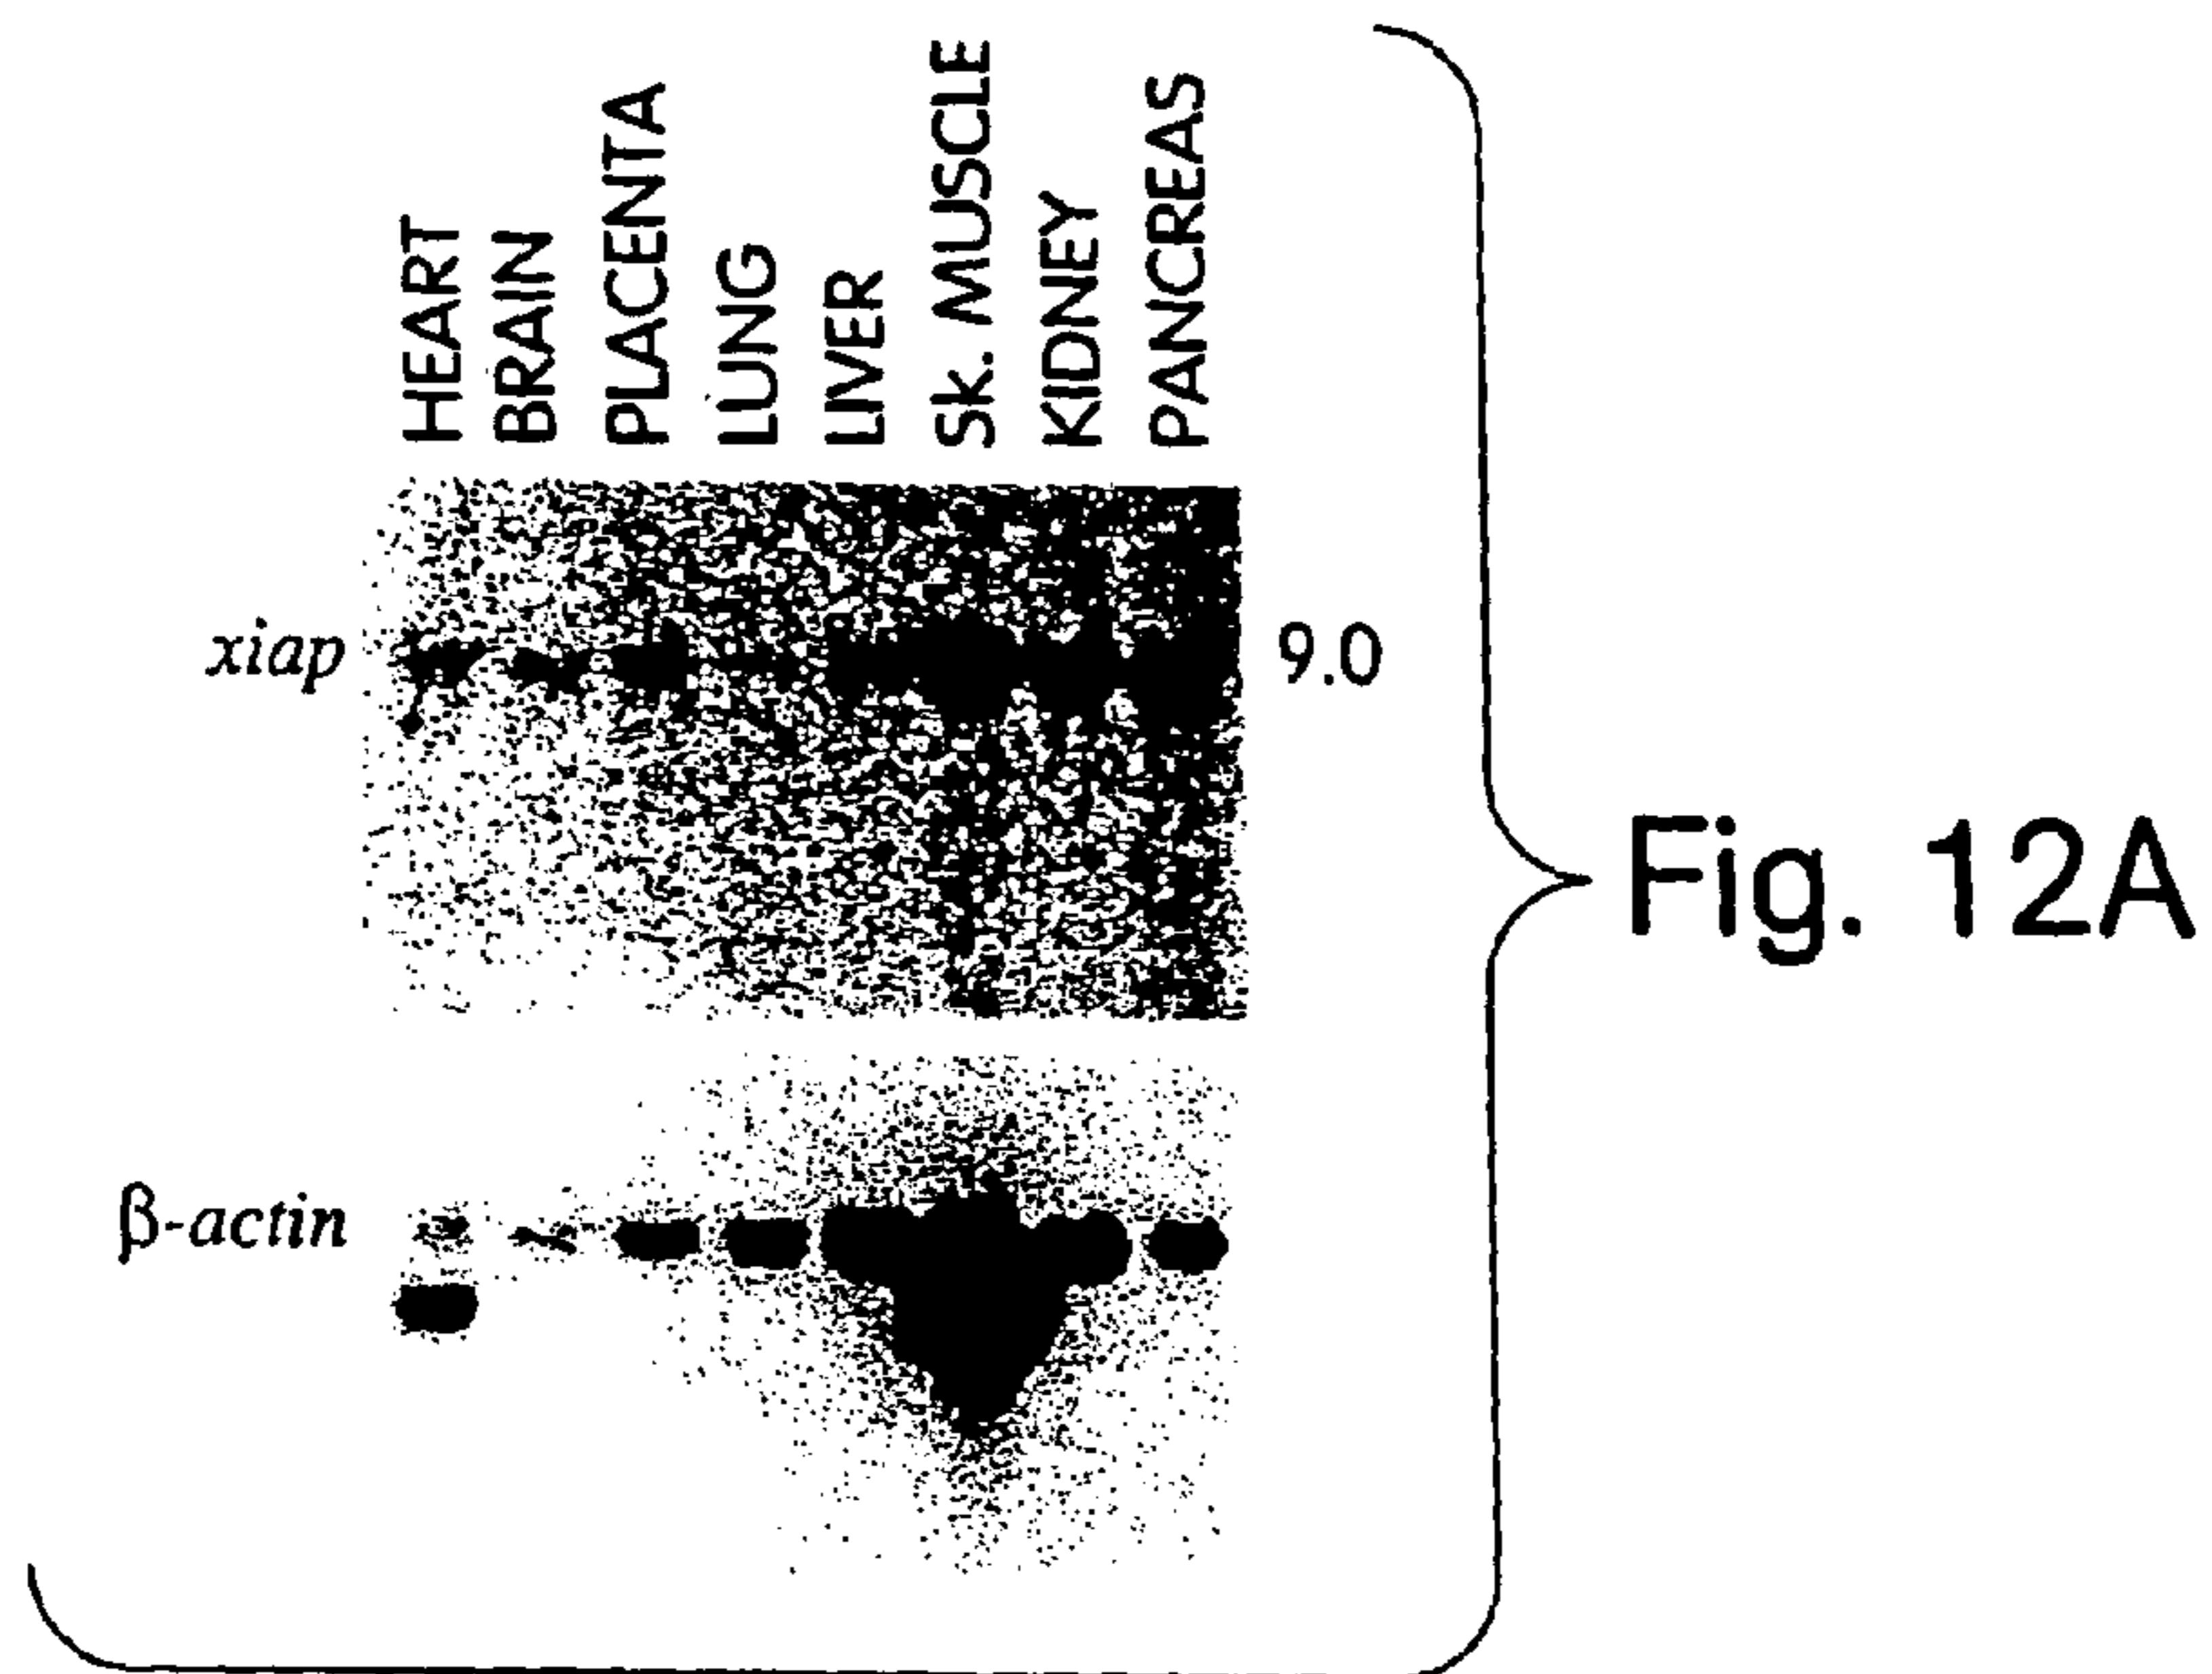 HEART
BRAIN
PLACENTA
LUNG
LIVER
SK. MUSCLE
KIDNEY
PANCREAS
xiap
9.0
β-actin
Fig. 12A